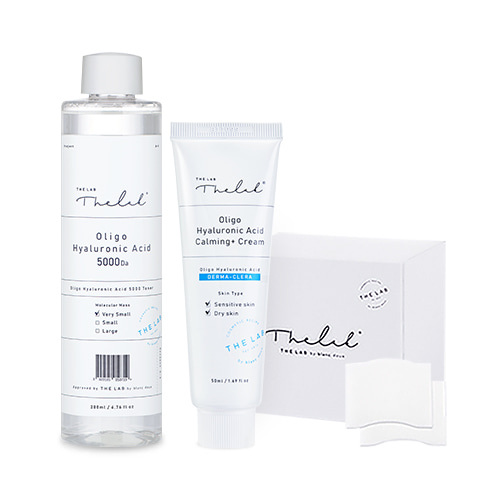 THE LAB
Thelab
Oligo
Hyaluronic Acid
5000Da
Oligo Hyaluronic Acid 5000 Toner
Molecular Mass
Very Small
Small
Large
Approved by THE LAB by blanc doux
200ml / 6.76 fl oz
THE LAB
Thelab
Oligo
Hyaluronic Acid
Calming+ Cream
Oligo Hyaluronic Acid
DERMA-CLERA
Skin Type
Sensitive skin
Dry skin
THE LAB
50ml / 1.69 fl oz
THE LAB
Thelab
THE LAB by blanc doux